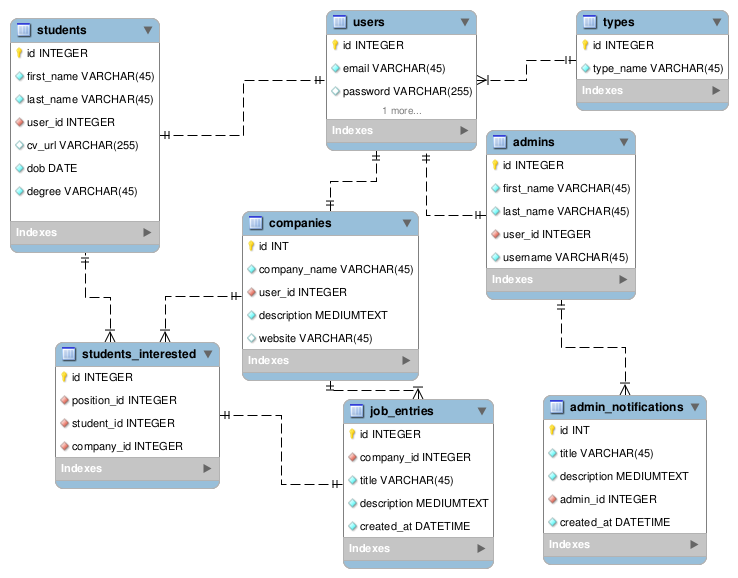 students
id INTEGER
first_name VARCHAR(45)
last_name VARCHAR(45)
user_id INTEGER
cv_url VARCHAR(255)
dob DATE
degree VARCHAR(45)
Indexes
users
id INTEGER
email VARCHAR(45)
password VARCHAR(255)
1 more...
Indexes
types
id INTEGER
type_name VARCHAR(45)
Indexes
admins
id INTEGER
first_name VARCHAR(45)
last_name VARCHAR(45)
user_id INTEGER
username VARCHAR(45)
Indexes
companies
id INT
company_name VARCHAR(45)
user_id INTEGER
description MEDIUMTEXT
website VARCHAR(45)
Indexes
students_interested
id INTEGER
position_id INTEGER
student_id INTEGER
company_id INTEGER
Indexes
job_entries
id INTEGER
company_id INTEGER
title VARCHAR(45)
description MEDIUMTEXT
created_at DATETIME
Indexes
admin_notifications
id INT
title VARCHAR(45)
description MEDIUMTEXT
admin_id INTEGER
created_at DATETIME
Indexes